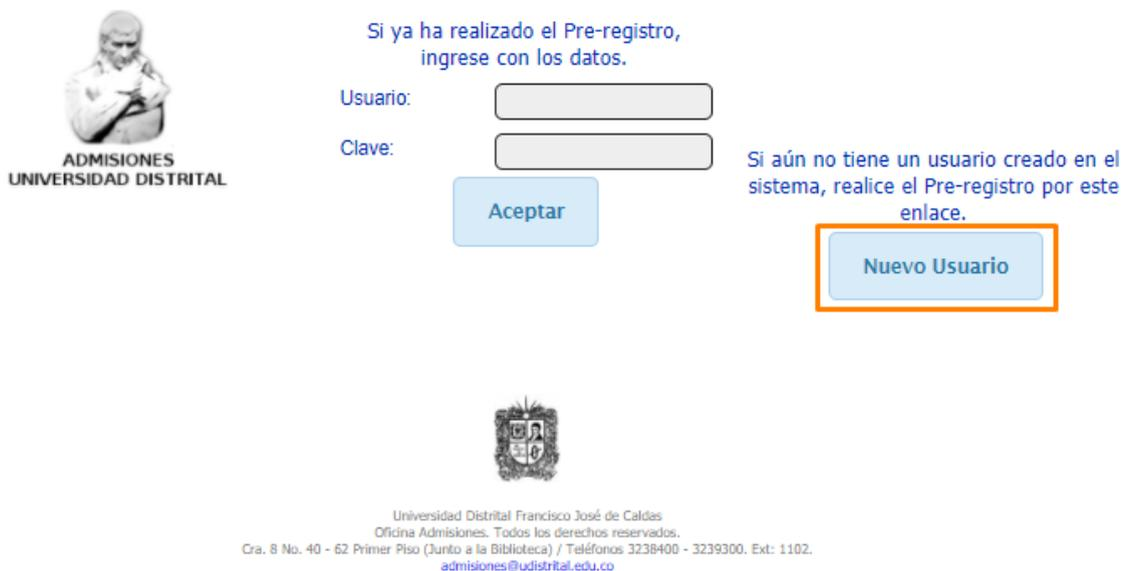 ADMISIONES
UNIVERSIDAD DISTRITAL
Si ya ha realizado el Pre-registro,
ingrese con los datos.
Usuario:
Clave:
Aceptar
Si aún no tiene un usuario creado en el
sistema, realice el Pre-registro por este
enlace.
Nuevo Usuario
Universidad Distrital Francisco José de Caldas
Oficina Admisiones. Todos los derechos reservados.
Cra. 8 No. 40 - 62 Primer Piso (Junto a la Biblioteca) / Teléfonos 3238400 - 3239300. Ext: 1102.
admisiones@udistrital.edu.co